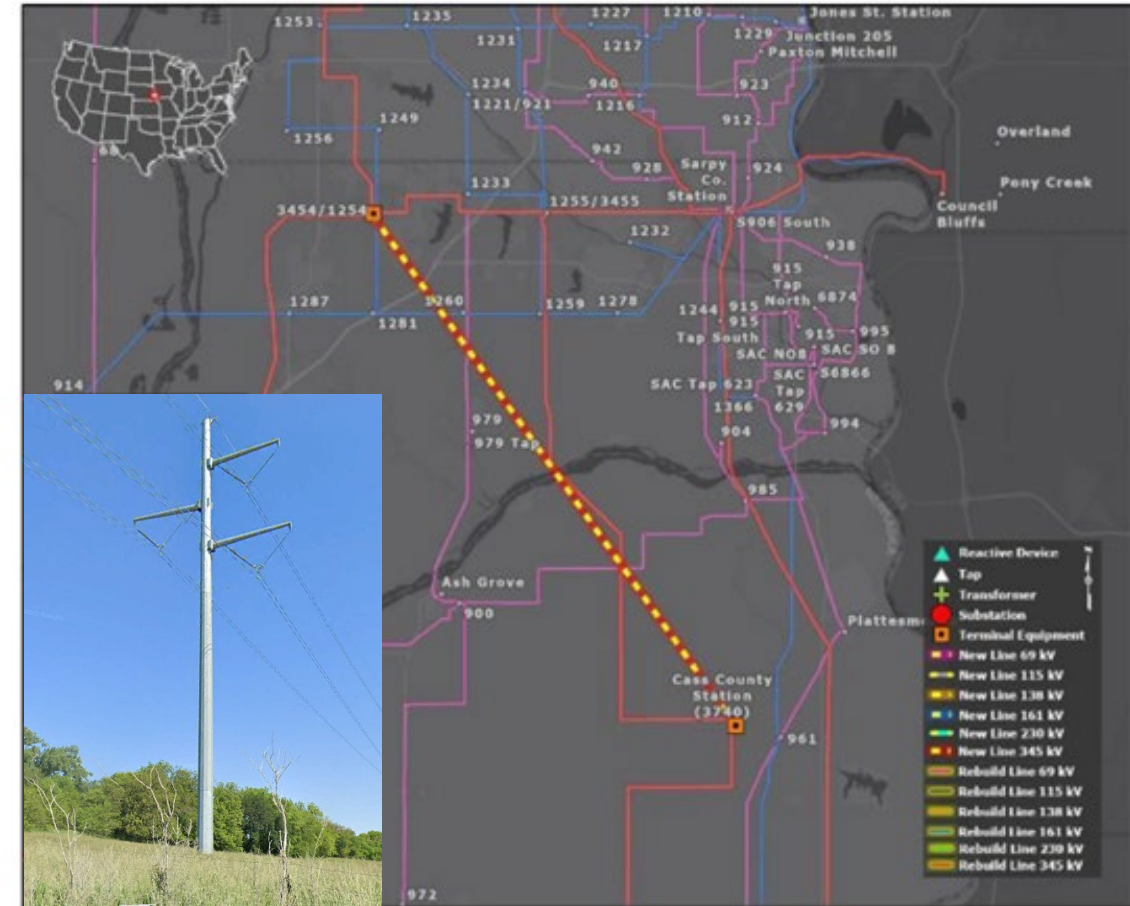 1253
1235
1231
1227
1217
1210
1229
Jones St. Station
Junction 205
Paxton Mitchell
1234
1221/921
940
1216
923
912
1249
1256
942
928
924
Overland
Pony Creek
Council
Bluffs
1233
Sarpy
Co.
Station
3454/1254
1255/3455
S906 South
1232
938
915
Tap
North
6874
1287
1281
1260
1259
1278
1244
915
915
Tap South
915
995
SAC NO8
SAC SO 8
S6866
SAC Tap 623
SAC
Tap
629
1366
994
914
979
979 Tap
904
985
Ash Grove
900
Cass County
Station
(3740)
961
972
Reactive Device
Tap
Transformer
Substation
Terminal Equipment
New Line 69 kV
New Line 115 kV
New Line 138 kV
New Line 161 kV
New Line 230 kV
New Line 345 kV
Rebuild Line 69 kV
Rebuild Line 115 kV
Rebuild Line 138 kV
Rebuild Line 161 kV
Rebuild Line 230 kV
Rebuild Line 345 kV
N